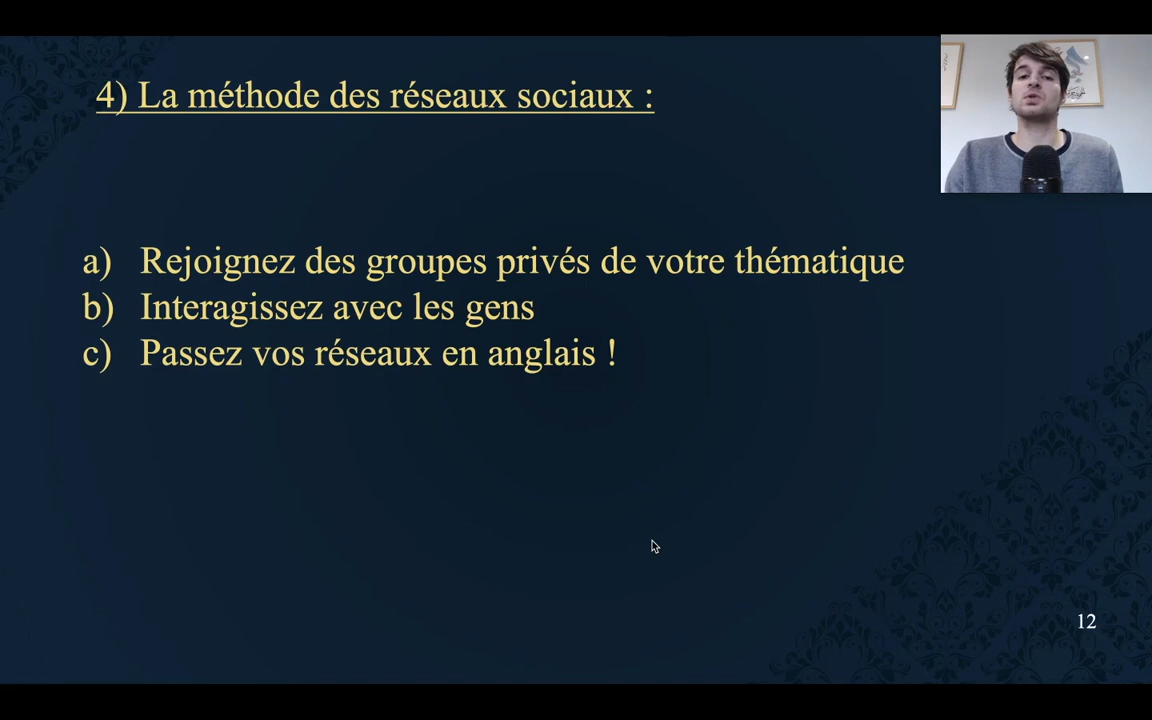 4) La méthode des réseaux sociaux :
a) Rejoignez des groupes privés de votre thématique
b) Interagissez avec les gens
c) Passez vos réseaux en anglais !
12